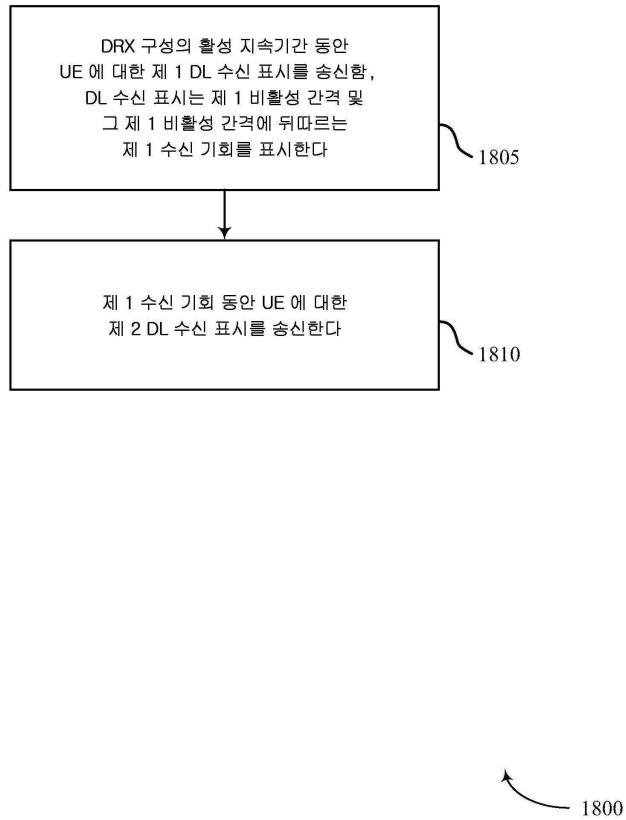 DRX 구성의 활성 지속기간 동안
UE 에 대한 제 1 DL 수신 표시를 송신함,
DL 수신 표시는 제 1 비활성 간격 및
그 제 1 비활성 간격에 뒤따르는
제 1 수신 기회를 표시한다
1805
제 1 수신 기회 동안 UE 에 대한
제 2 DL 수신 표시를 송신한다
1810
1800